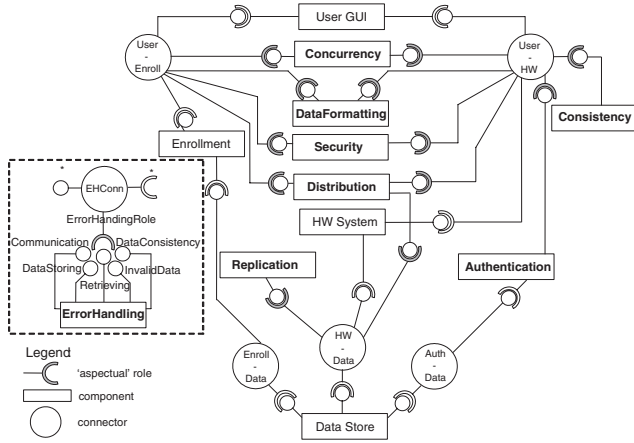 User GUI
User
-
Enroll
Concurrency
User
-
HW
DataFormatting
Consistency
Enrollment
Security
Distribution
*
*
EHConn
ErrorHandingRole
Communication
DataConsistency
DataStoring
InvalidData
Retrieving
ErrorHandling
HW System
Replication
Authentication
Enroll
-
Data
HW
-
Data
Auth
-
Data
Data Store
Legend
'aspectual' role
component
connector